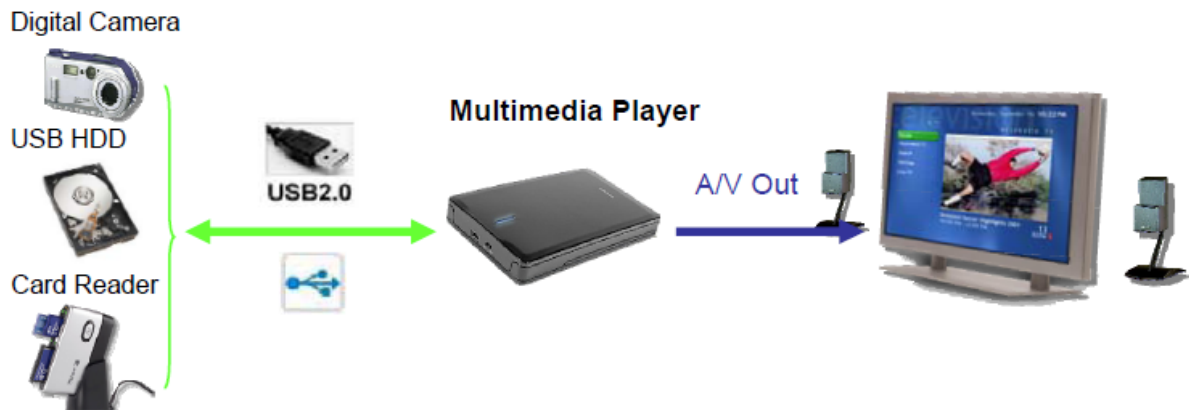 Digital Camera
USB HDD
Card Reader
USB2.0
Multimedia Player
A/V Out